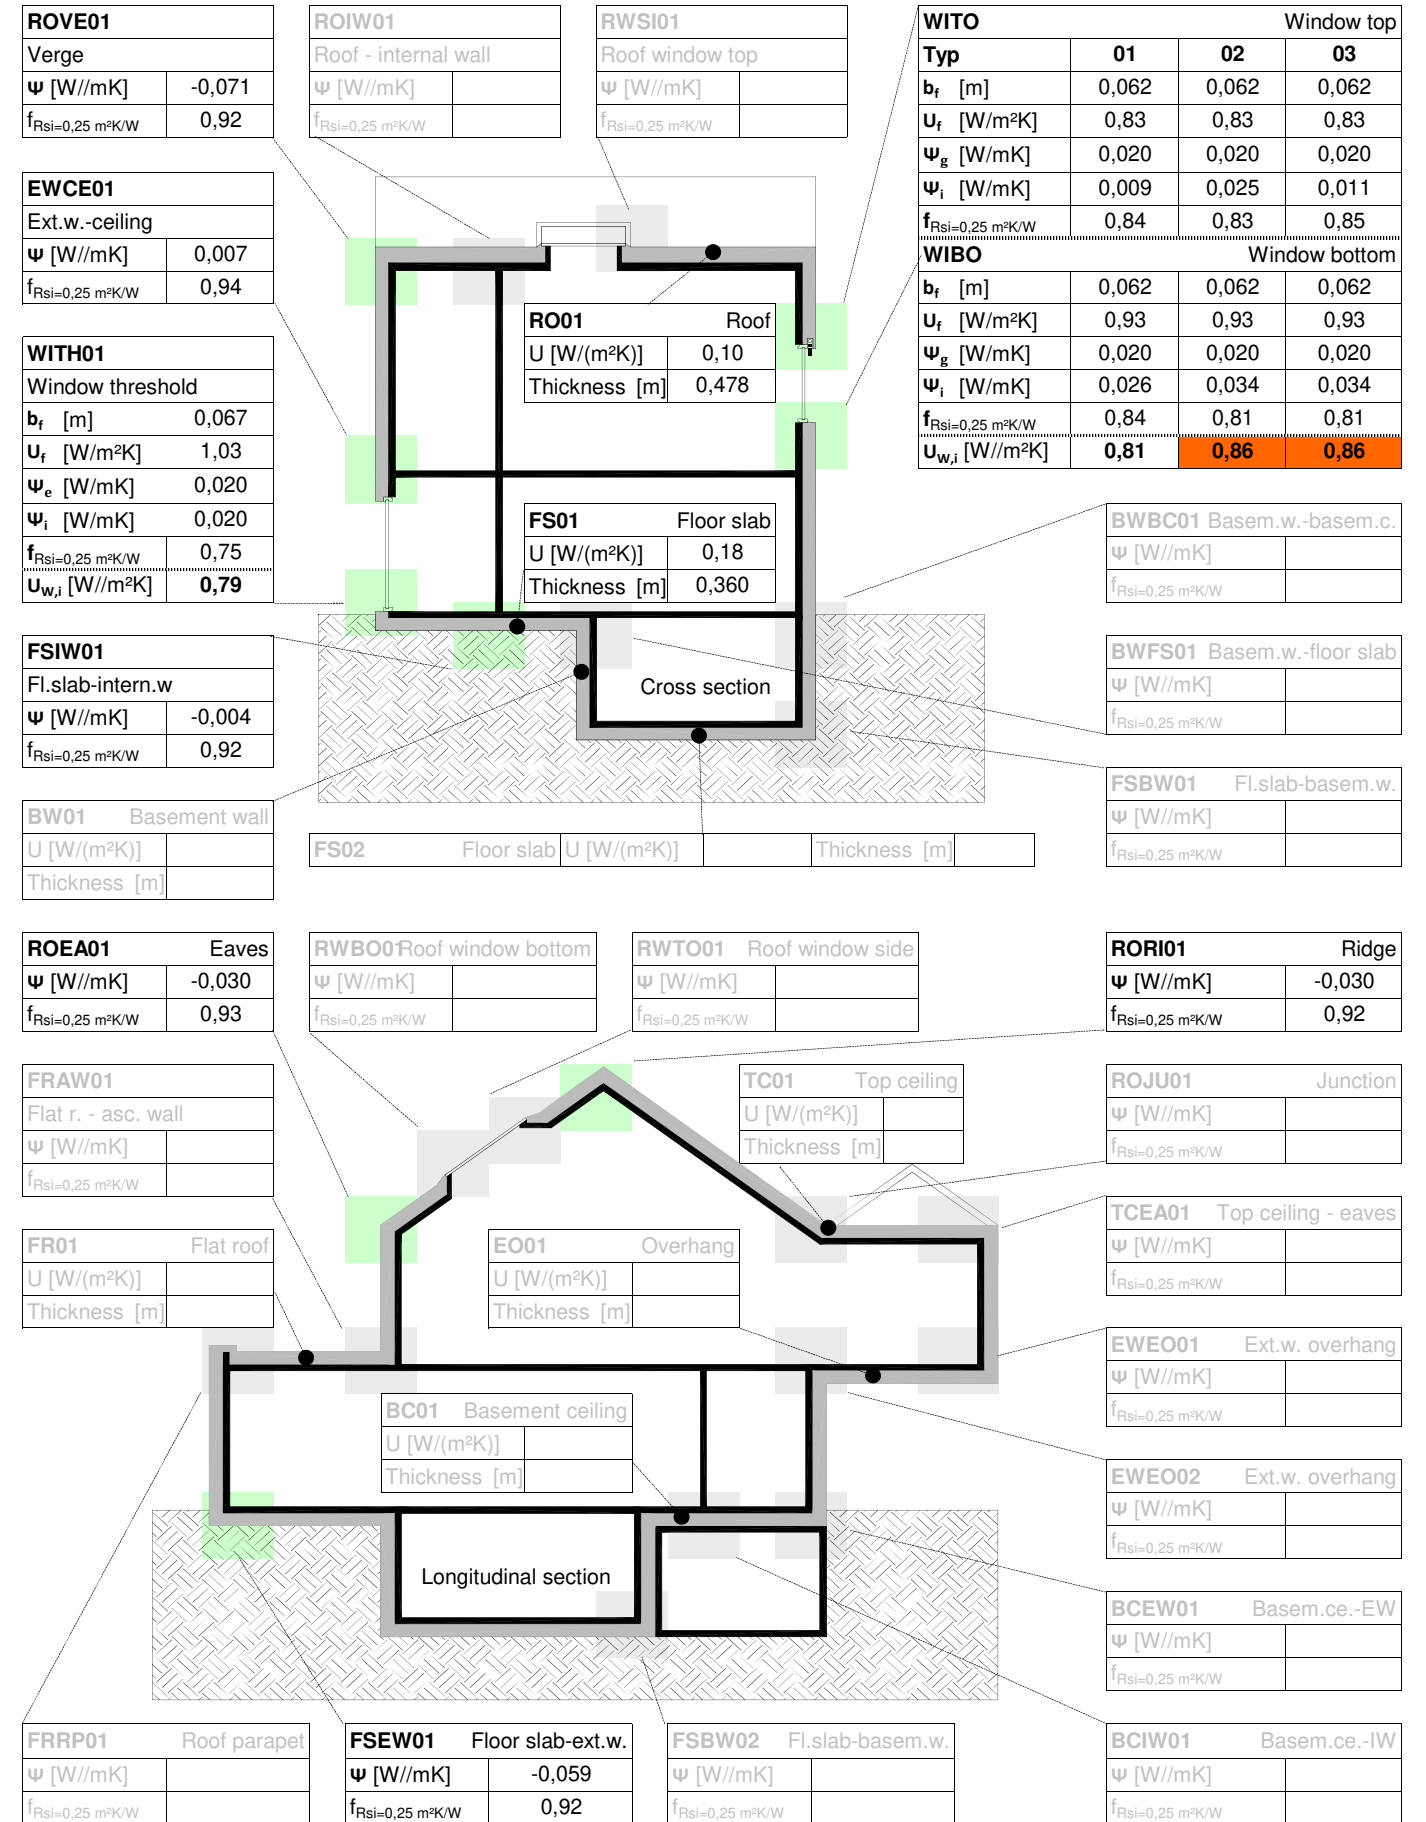 ROVE01
Verge
Ψ [W//mK] -0,071
fRsi=0,25 m²K/W 0,92
ROIW01
Roof - internal wall
Ψ [W//mK]
fRsi=0,25 m²K/W
RWSI01
Roof window top
Ψ [W//mK]
fRsi=0,25 m²K/W
WITO Window top
Typ 01 02 03
bf [m] 0,062 0,062 0,062
Uf [W/m²K] 0,83 0,83 0,83
Ψg [W/mK] 0,020 0,020 0,020
Ψi [W/mK] 0,009 0,025 0,011
fRsi=0,25 m²K/W 0,84 0,83 0,85
WIBO Window bottom
bf [m] 0,062 0,062 0,062
Uf [W/m²K] 0,93 0,93 0,93
Ψg [W/mK] 0,020 0,020 0,020
Ψi [W/mK] 0,026 0,034 0,034
fRsi=0,25 m²K/W 0,84 0,81 0,81
UW,i [W//m²K] 0,81 0,86 0,86
EWCE01
Ext.w.-ceiling
Ψ [W//mK] 0,007
fRsi=0,25 m²K/W 0,94
RO01 Roof
U [W/(m²K)] 0,10
Thickness [m] 0,478
WITH01
Window threshold
bf [m] 0,067
Uf [W/m²K] 1,03
Ψe [W/mK] 0,020
Ψi [W/mK] 0,020
fRsi=0,25 m²K/W 0,75
UW,i [W//m²K] 0,79
FS01 Floor slab
U [W/(m²K)] 0,18
Thickness [m] 0,360
BWBC01 Basem.w.-basem.c.
Ψ [W//mK]
fRsi=0,25 m²K/W
FSIW01
Fl.slab-intern.w
Ψ [W//mK] -0,004
fRsi=0,25 m²K/W 0,92
Cross section
BWFS01 Basem.w.-floor slab
Ψ [W//mK]
fRsi=0,25 m²K/W
FSBW01 Fl.slab-basem.w.
Ψ [W//mK]
fRsi=0,25 m²K/W
BW01 Basement wall
U [W/(m²K)]
Thickness [m]
FS02 Floor slab U [W/(m²K)] Thickness [m]
ROEA01 Eaves
Ψ [W//mK] -0,030
fRsi=0,25 m²K/W 0,93
RWBO01 Roof window bottom
Ψ [W//mK]
fRsi=0,25 m²K/W
RWTO01 Roof window side
Ψ [W//mK]
fRsi=0,25 m²K/W
RORI01 Ridge
Ψ [W//mK] -0,030
fRsi=0,25 m²K/W 0,92
FRAW01
Flat r. - asc. wall
Ψ [W//mK]
fRsi=0,25 m²K/W
TC01 Top ceiling
U [W/(m²K)]
Thickness [m]
ROJU01 Junction
Ψ [W//mK]
fRsi=0,25 m²K/W
TCEA01 Top ceiling - eaves
Ψ [W//mK]
fRsi=0,25 m²K/W
FR01 Flat roof
U [W/(m²K)]
Thickness [m]
EO01 Overhang
U [W/(m²K)]
Thickness [m]
EWEO01 Ext.w. overhang
Ψ [W//mK]
fRsi=0,25 m²K/W
BC01 Basement ceiling
U [W/(m²K)]
Thickness [m]
EWEO02 Ext.w. overhang
Ψ [W//mK]
fRsi=0,25 m²K/W
Longitudinal section
BCEW01 Basem.ce.-EW
Ψ [W//mK]
fRsi=0,25 m²K/W
FRRP01 Roof parapet
Ψ [W//mK]
fRsi=0,25 m²K/W
FSEW01 Floor slab-ext.w.
Ψ [W//mK] -0,059
fRsi=0,25 m²K/W 0,92
FSBW02 Fl.slab-basem.w.
Ψ [W//mK]
fRsi=0,25 m²K/W
BCIW01 Basem.ce.-IW
Ψ [W//mK]
fRsi=0,25 m²K/W